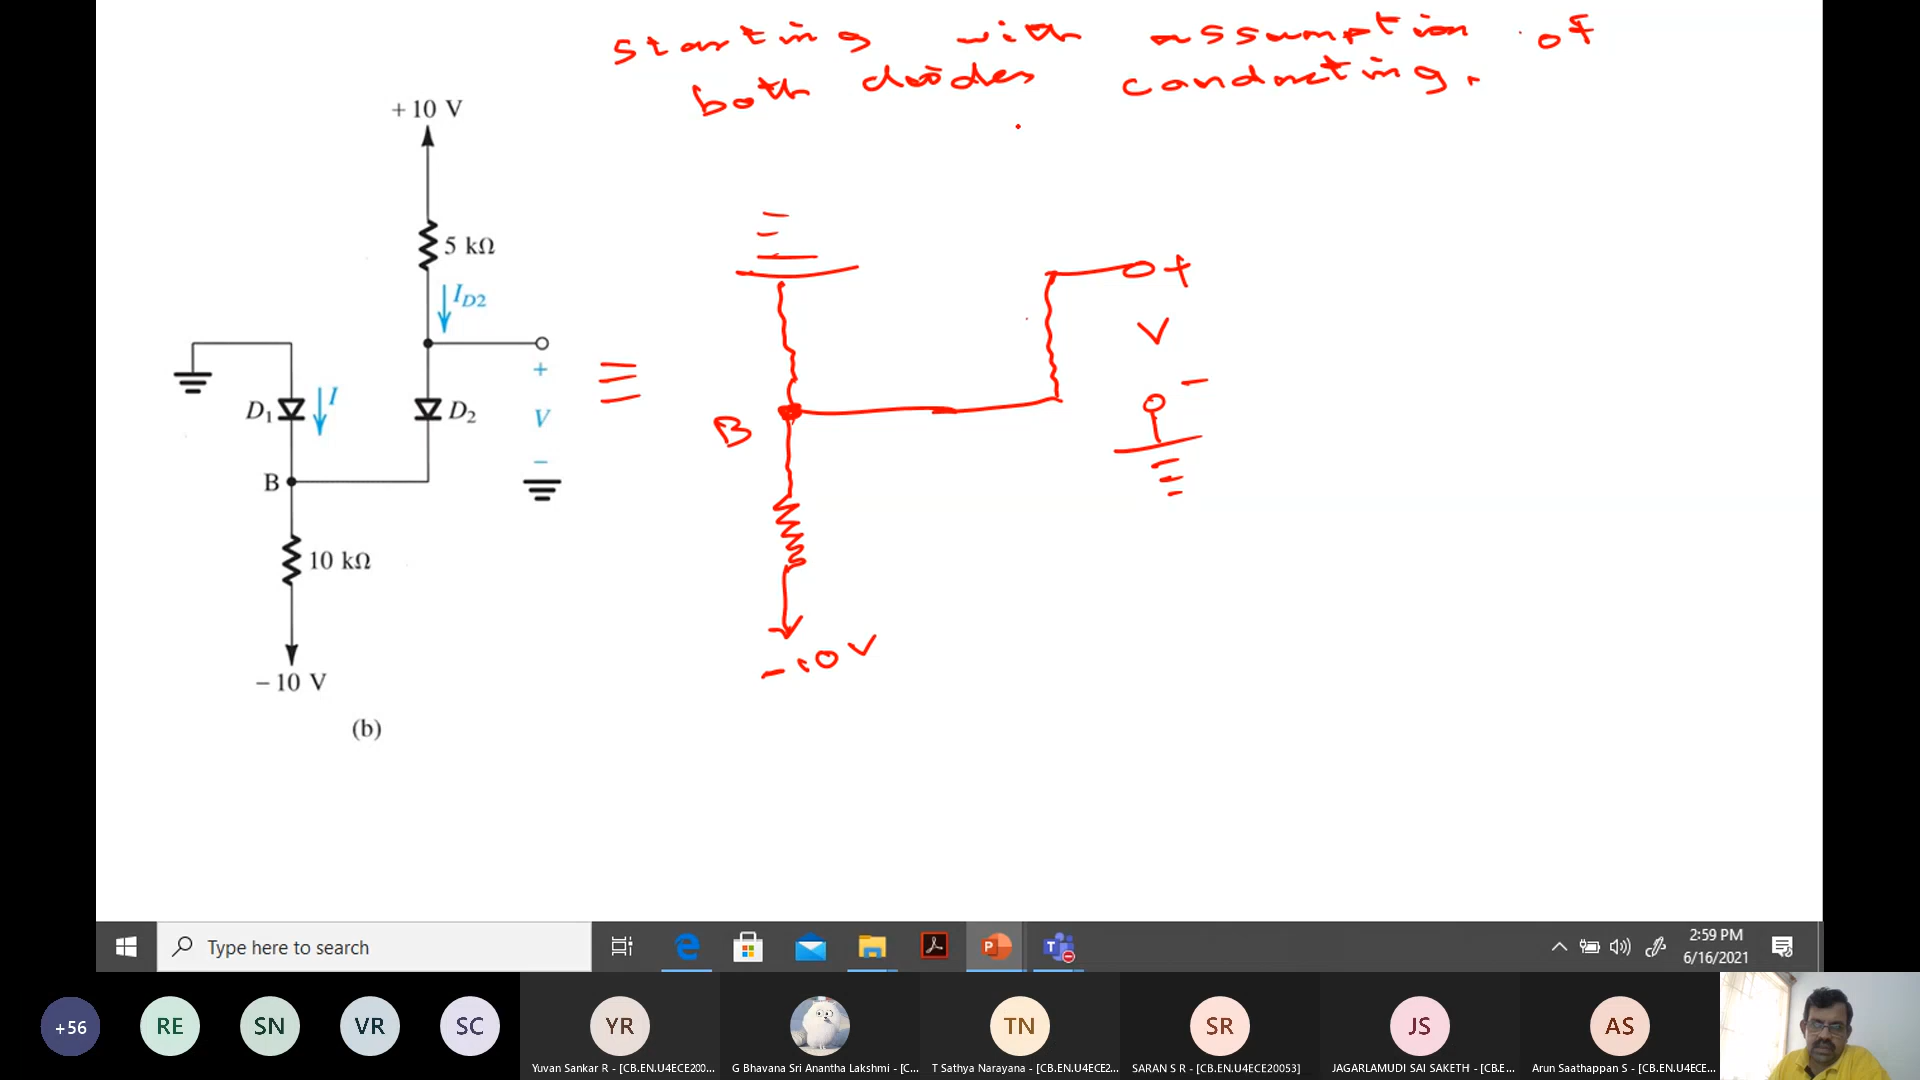 starting with assumption of
both diodes conducting.
+ 10 V
5 kΩ
I_D2
+
V
−
D₁
I
D₂
B
10 kΩ
− 10 V
(b)
≡
+
V
−
B
-10V
Type here to search
2:59 PM
6/16/2021
+56
RE
SN
VR
SC
YR
TN
SR
JS
AS
Yuvan Sankar R - [CB.EN.U4ECE200...
G Bhavana Sri Anantha Lakshmi - [C...
T Sathya Narayana - [CB.EN.U4ECE2...
SARAN S R - [CB.EN.U4ECE20053]
JAGARLAMUDI SAI SAKETH - [CB.E...
Arun Saathappan S - [CB.EN.U4ECE...